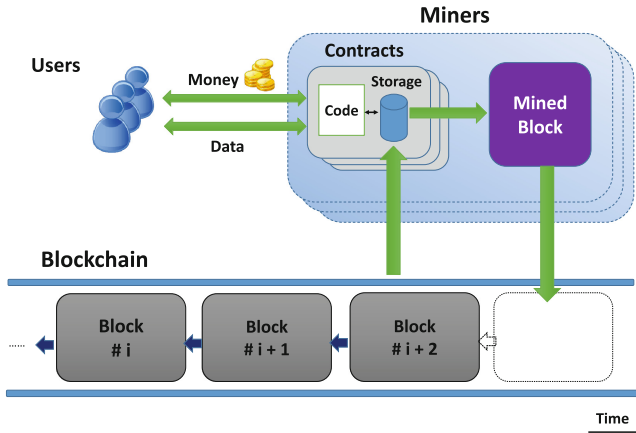 Miners
Users
Contracts
Money
Storage
Code
Mined
Block
Data
Blockchain
Block
# i
Block
# i + 1
Block
# i + 2
......
Time